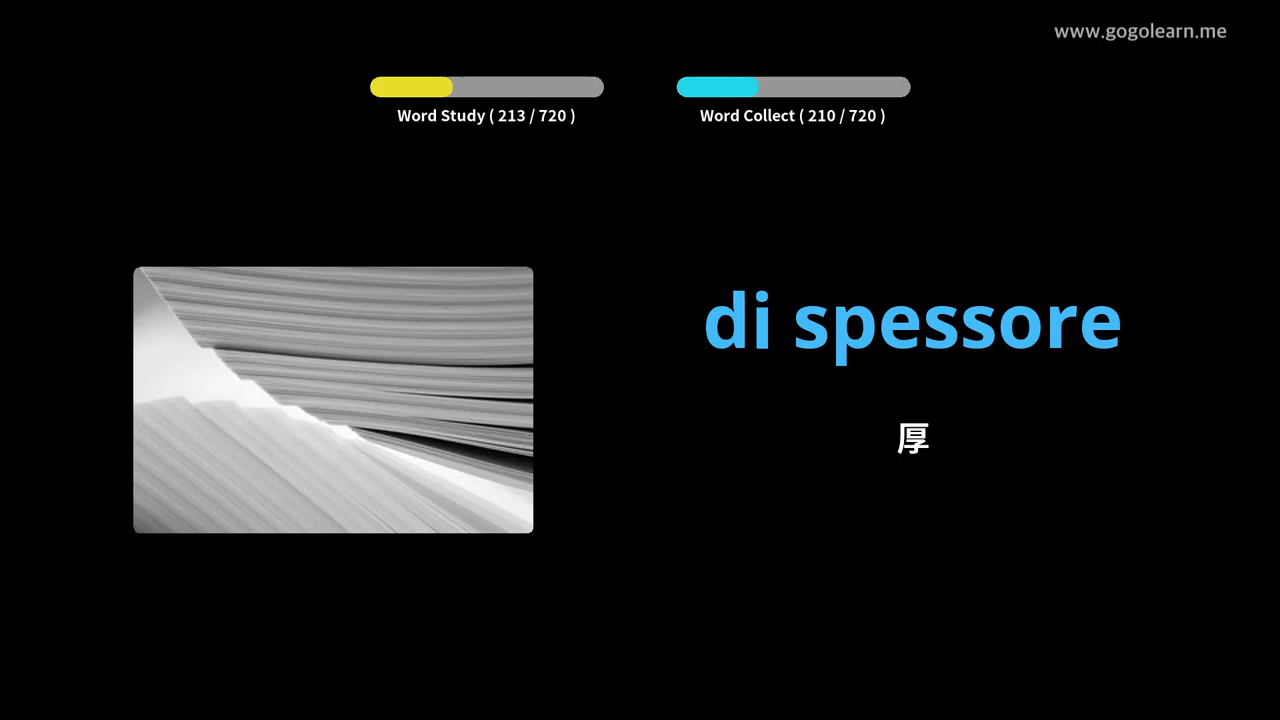 www.gogolearn.me
Word Study ( 213 / 720 )
Word Collect ( 210 / 720 )
di spessore
厚